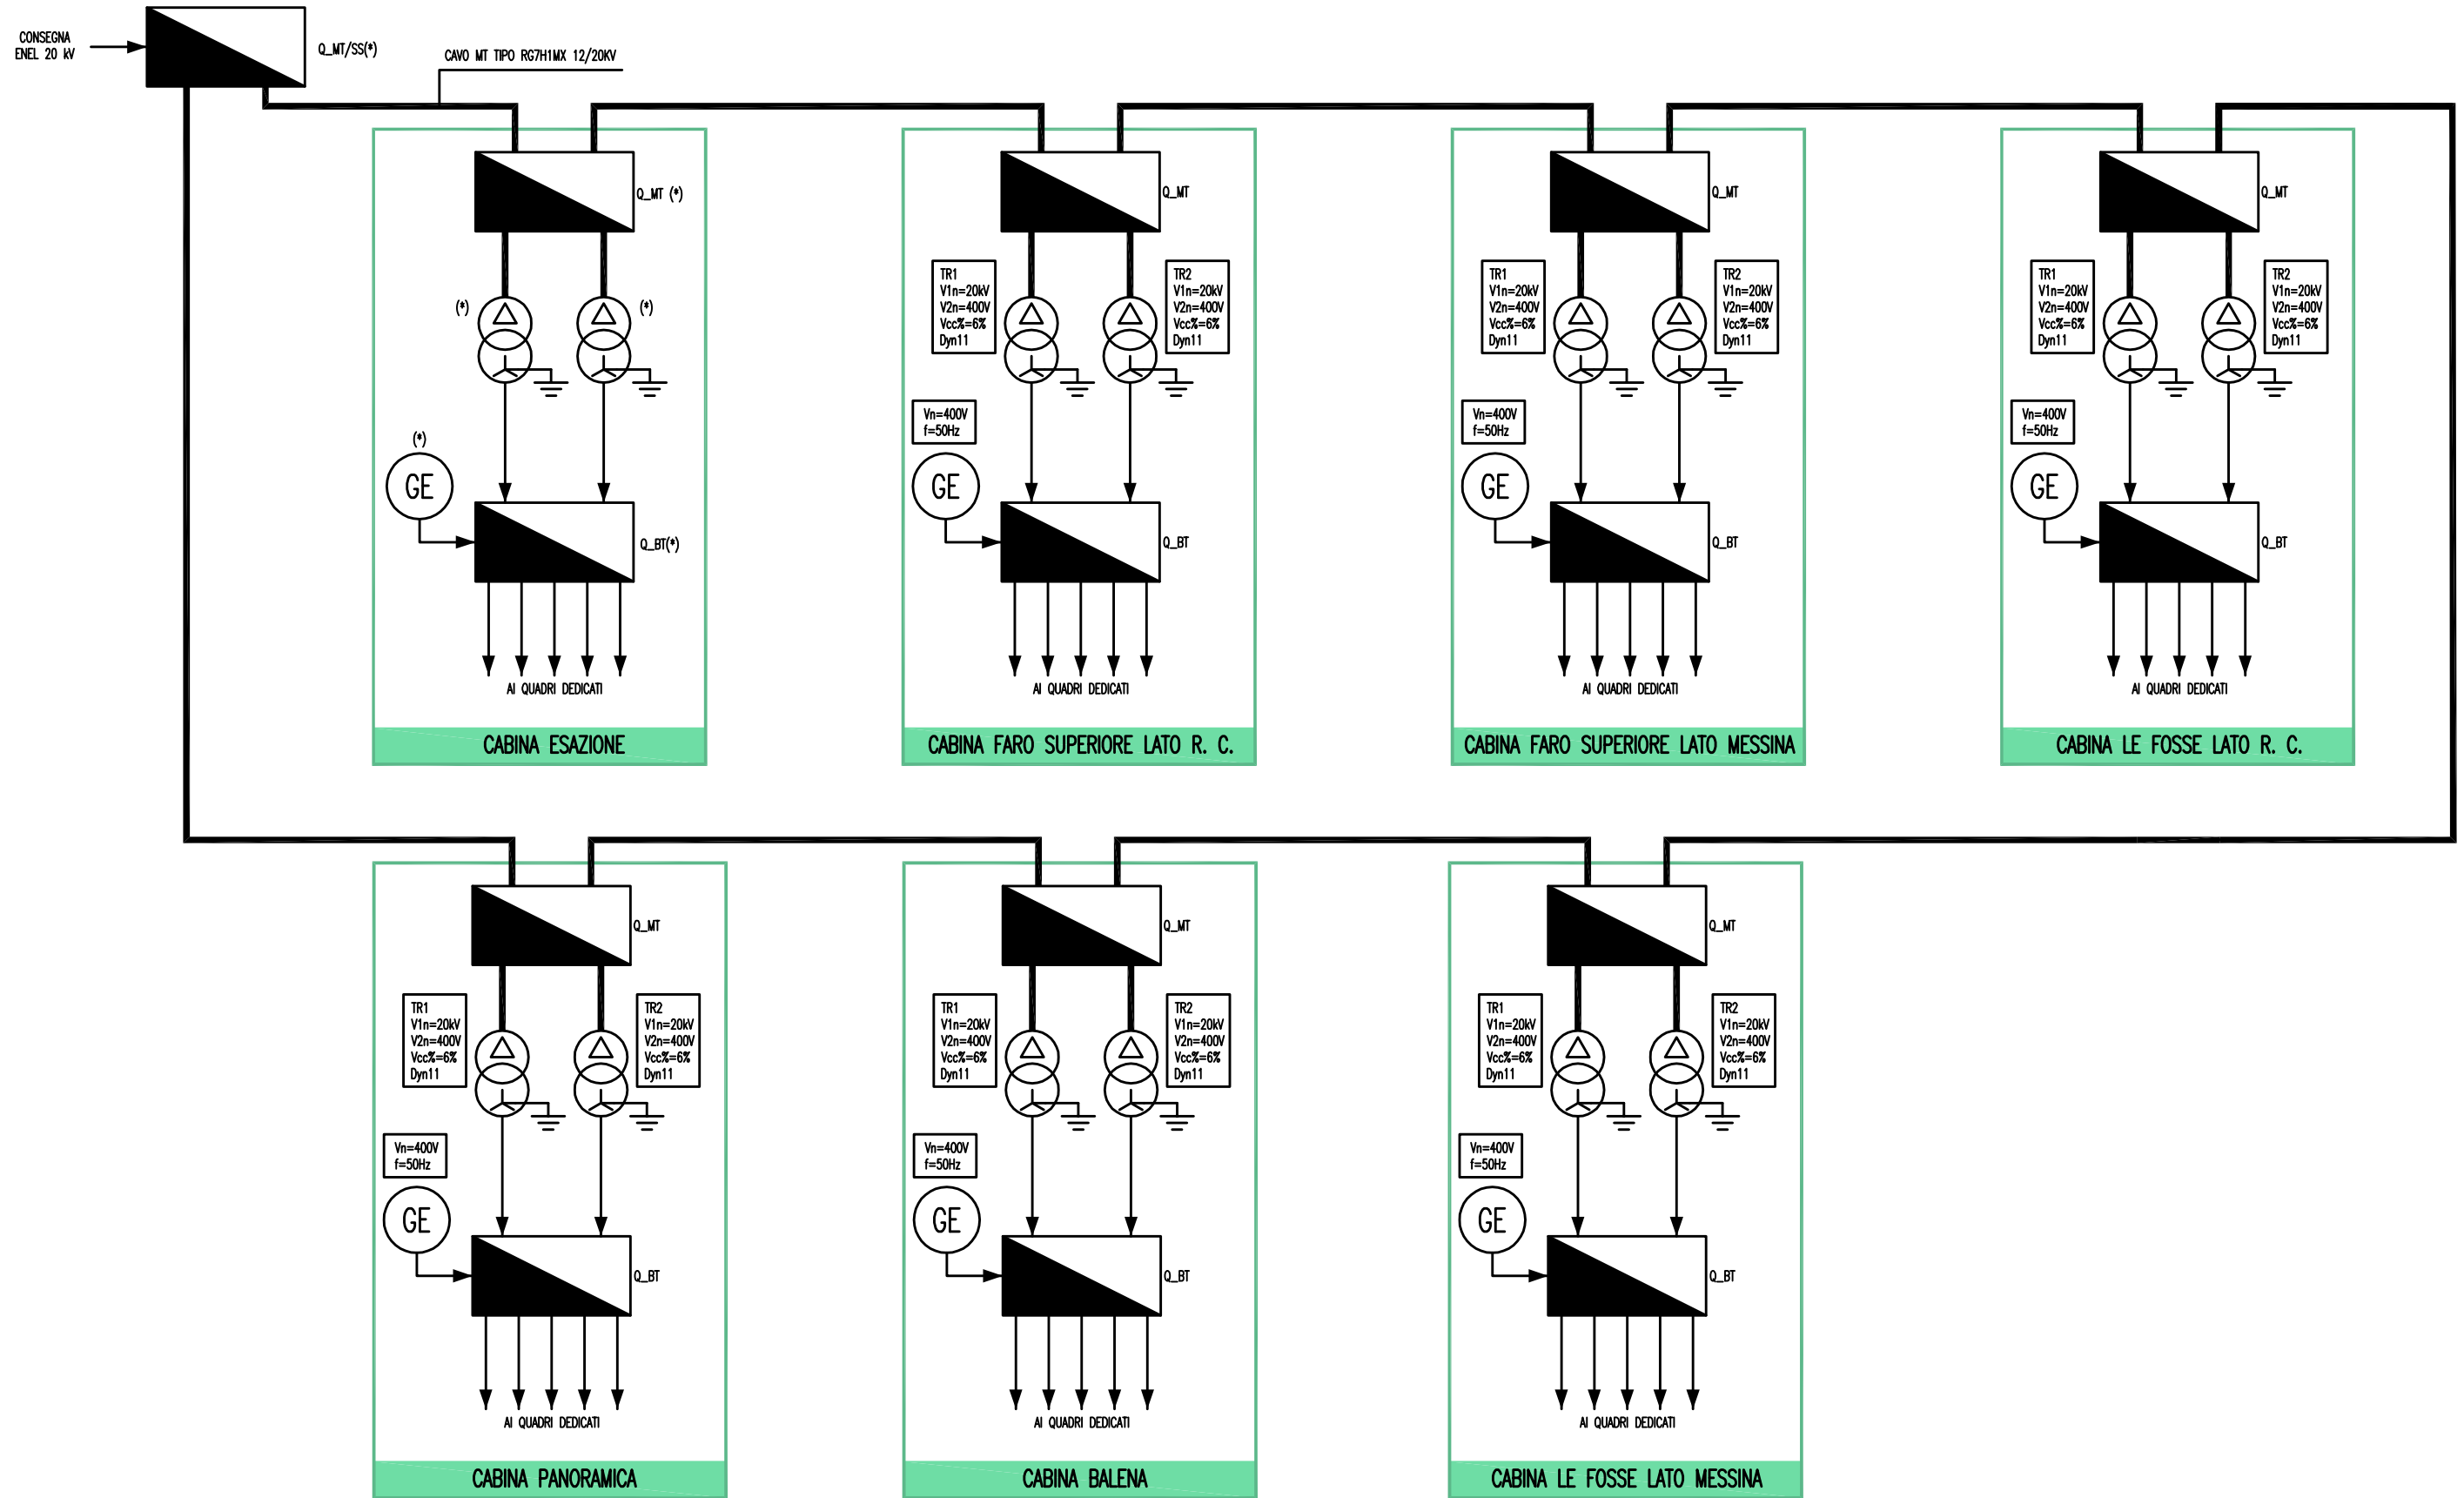 CONSEGNA
ENEL 20 kV
Q_MT/SS(*)
CAVO MT TIPO RG7H1MX 12/20KV
Q_MT (*)
(*)
(*)
(*)
GE
Q_BT(*)
AI QUADRI DEDICATI
CABINA ESAZIONE
Q_MT
TR1
V1n=20kV
V2n=400V
Vcc%=6%
Dyn11
TR2
V1n=20kV
V2n=400V
Vcc%=6%
Dyn11
Vn=400V
f=50Hz
GE
Q_BT
AI QUADRI DEDICATI
CABINA FARO SUPERIORE LATO R. C.
Q_MT
TR1
V1n=20kV
V2n=400V
Vcc%=6%
Dyn11
TR2
V1n=20kV
V2n=400V
Vcc%=6%
Dyn11
Vn=400V
f=50Hz
GE
Q_BT
AI QUADRI DEDICATI
CABINA FARO SUPERIORE LATO MESSINA
Q_MT
TR1
V1n=20kV
V2n=400V
Vcc%=6%
Dyn11
TR2
V1n=20kV
V2n=400V
Vcc%=6%
Dyn11
Vn=400V
f=50Hz
GE
Q_BT
AI QUADRI DEDICATI
CABINA LE FOSSE LATO R. C.
Q_MT
TR1
V1n=20kV
V2n=400V
Vcc%=6%
Dyn11
TR2
V1n=20kV
V2n=400V
Vcc%=6%
Dyn11
Vn=400V
f=50Hz
GE
Q_BT
AI QUADRI DEDICATI
CABINA PANORAMICA
Q_MT
TR1
V1n=20kV
V2n=400V
Vcc%=6%
Dyn11
TR2
V1n=20kV
V2n=400V
Vcc%=6%
Dyn11
Vn=400V
f=50Hz
GE
Q_BT
AI QUADRI DEDICATI
CABINA BALENA
Q_MT
TR1
V1n=20kV
V2n=400V
Vcc%=6%
Dyn11
TR2
V1n=20kV
V2n=400V
Vcc%=6%
Dyn11
Vn=400V
f=50Hz
GE
Q_BT
AI QUADRI DEDICATI
CABINA LE FOSSE LATO MESSINA